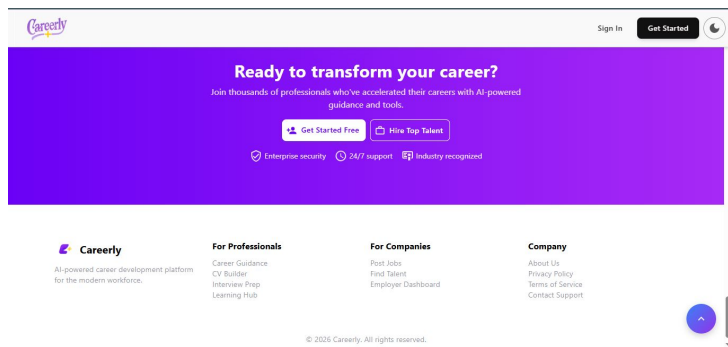 Careerly
Sign In
Get Started
Ready to transform your career?
Join thousands of professionals who've accelerated their careers with AI-powered
guidance and tools.
Get Started Free
Hire Top Talent
Enterprise security
24/7 support
Industry recognized
Careerly
AI-powered career development platform
for the modern workforce.
For Professionals
Career Guidance
CV Builder
Interview Prep
Learning Hub
For Companies
Post Jobs
Find Talent
Employer Dashboard
Company
About Us
Privacy Policy
Terms of Service
Contact Support
© 2026 Careerly. All rights reserved.